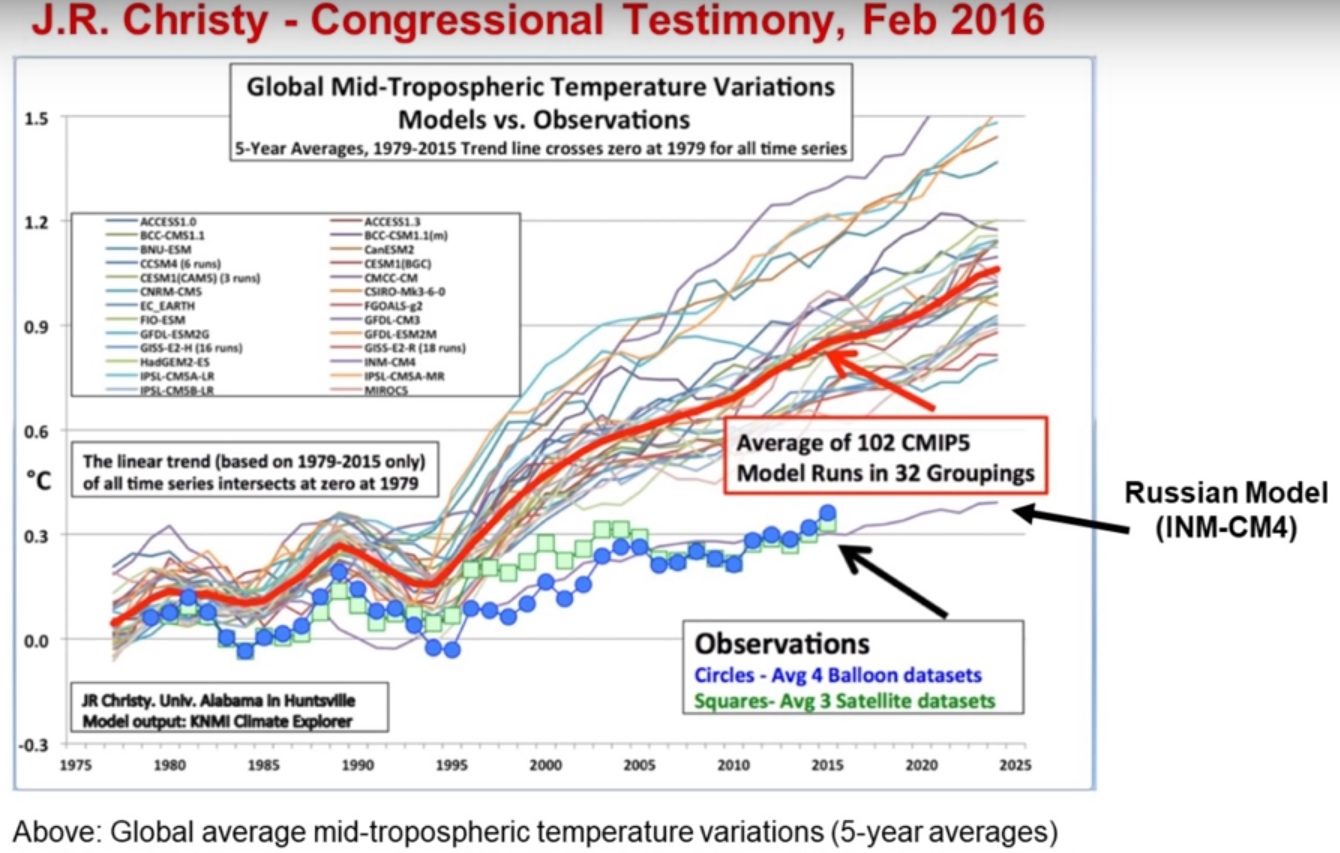 J.R. Christy - Congressional Testimony, Feb 2016
Global Mid-Tropospheric Temperature Variations
Models vs. Observations
5-Year Averages, 1979-2015 Trend line crosses zero at 1979 for all time series
1.5
1.2
0.9
0.6
°C
0.3
0.0
-0.3
ACCESS1.0 ACCESS1.3
BCC-CMS1.1 BCC-CSM1.1(m)
BNU-ESM CanESM2
CCSM4 (6 runs) CESM1(BGC)
CESM1(CAM5) (3 runs) CMCC-CM
CNRM-CM5 CSIRO-Mk3-6-0
EC_EARTH FGOALS-g2
FIO-ESM GFDL-CM3
GFDL-ESM2G GFDL-ESM2M
GISS-E2-H (16 runs) GISS-E2-R (18 runs)
HadGEM2-ES INM-CM4
IPSL-CM5A-LR IPSL-CM5A-MR
IPSL-CM5B-LR MIROC5
The linear trend (based on 1979-2015 only)
of all time series intersects at zero at 1979
Average of 102 CMIP5
Model Runs in 32 Groupings
Russian Model
(INM-CM4)
Observations
Circles - Avg 4 Balloon datasets
Squares- Avg 3 Satellite datasets
JR Christy. Univ. Alabama in Huntsville
Model output: KNMI Climate Explorer
1975 1980 1985 1990 1995 2000 2005 2010 2015 2020 2025
Above: Global average mid-tropospheric temperature variations (5-year averages)